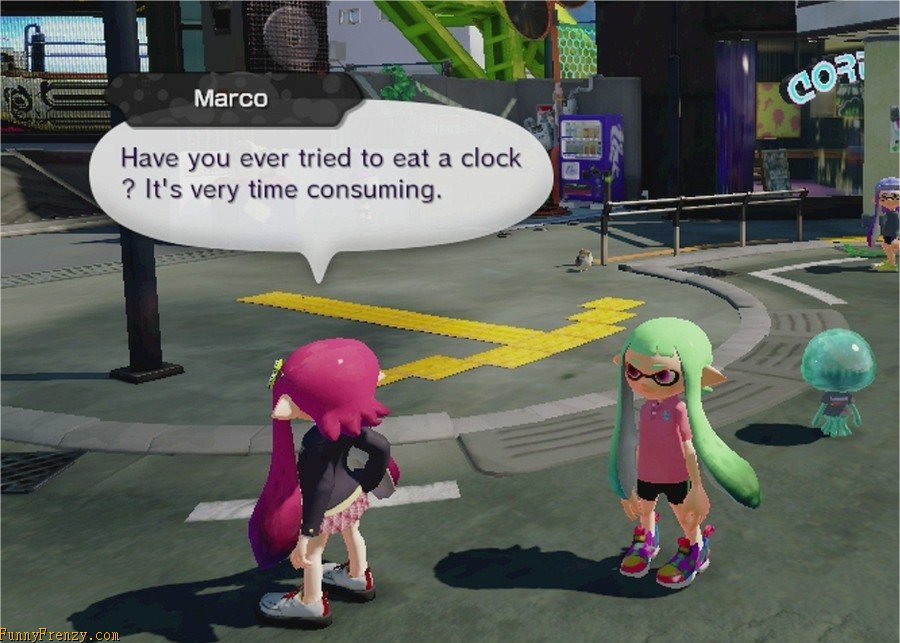 Marco
Have you ever tried to eat a clock
? It's very time consuming.
FunnyFrenzy.com